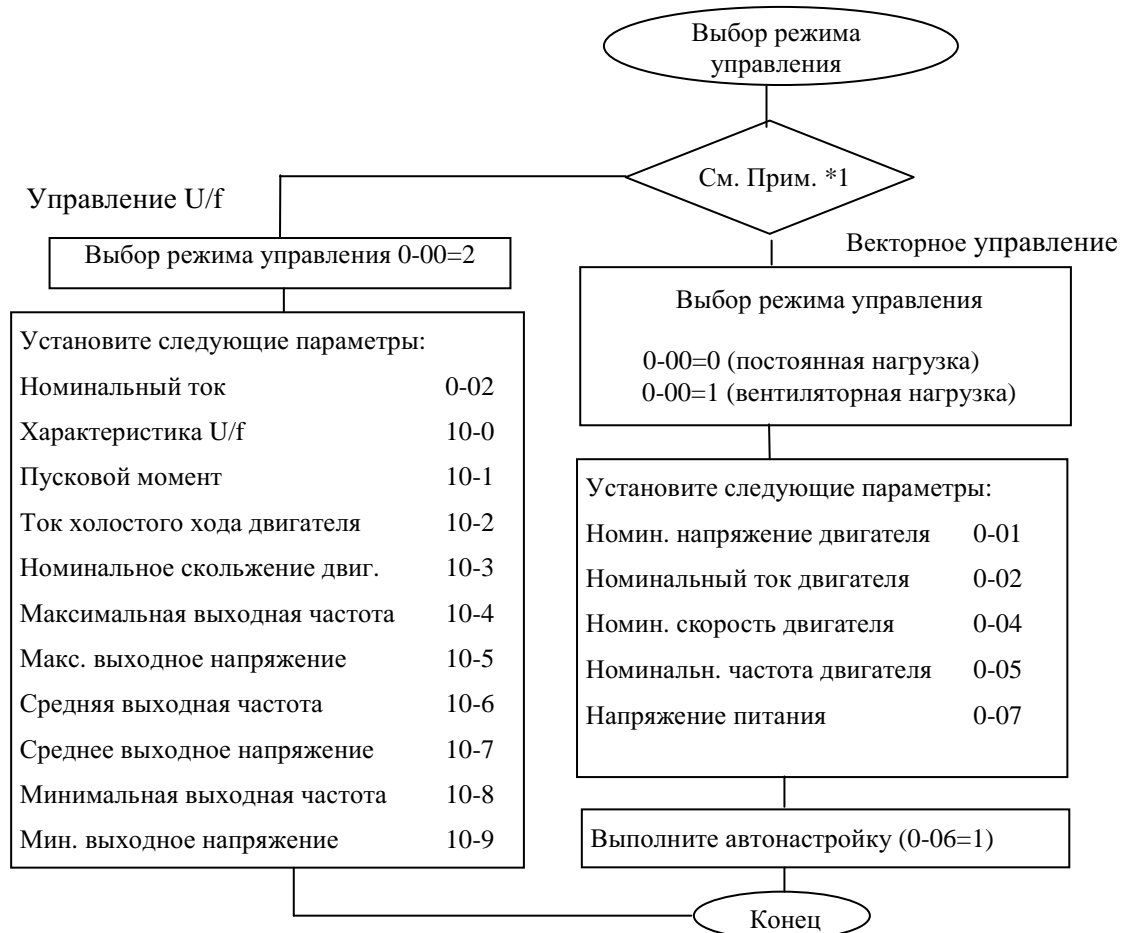 Выбор режима
управления
См. Прим. *1
Управление U/f
Выбор режима управления 0-00=2
Установите следующие параметры:
Номинальный ток 0-02
Характеристика U/f 10-0
Пусковой момент 10-1
Ток холостого хода двигателя 10-2
Номинальное скольжение двиг. 10-3
Максимальная выходная частота 10-4
Макс. выходное напряжение 10-5
Средняя выходная частота 10-6
Среднее выходное напряжение 10-7
Минимальная выходная частота 10-8
Мин. выходное напряжение 10-9
Векторное управление
Выбор режима управления
0-00=0 (постоянная нагрузка)
0-00=1 (вентиляторная нагрузка)
Установите следующие параметры:
Номин. напряжение двигателя 0-01
Номинальный ток двигателя 0-02
Номин. скорость двигателя 0-04
Номинальн. частота двигателя 0-05
Напряжение питания 0-07
Выполните автонастройку (0-06=1)
Конец